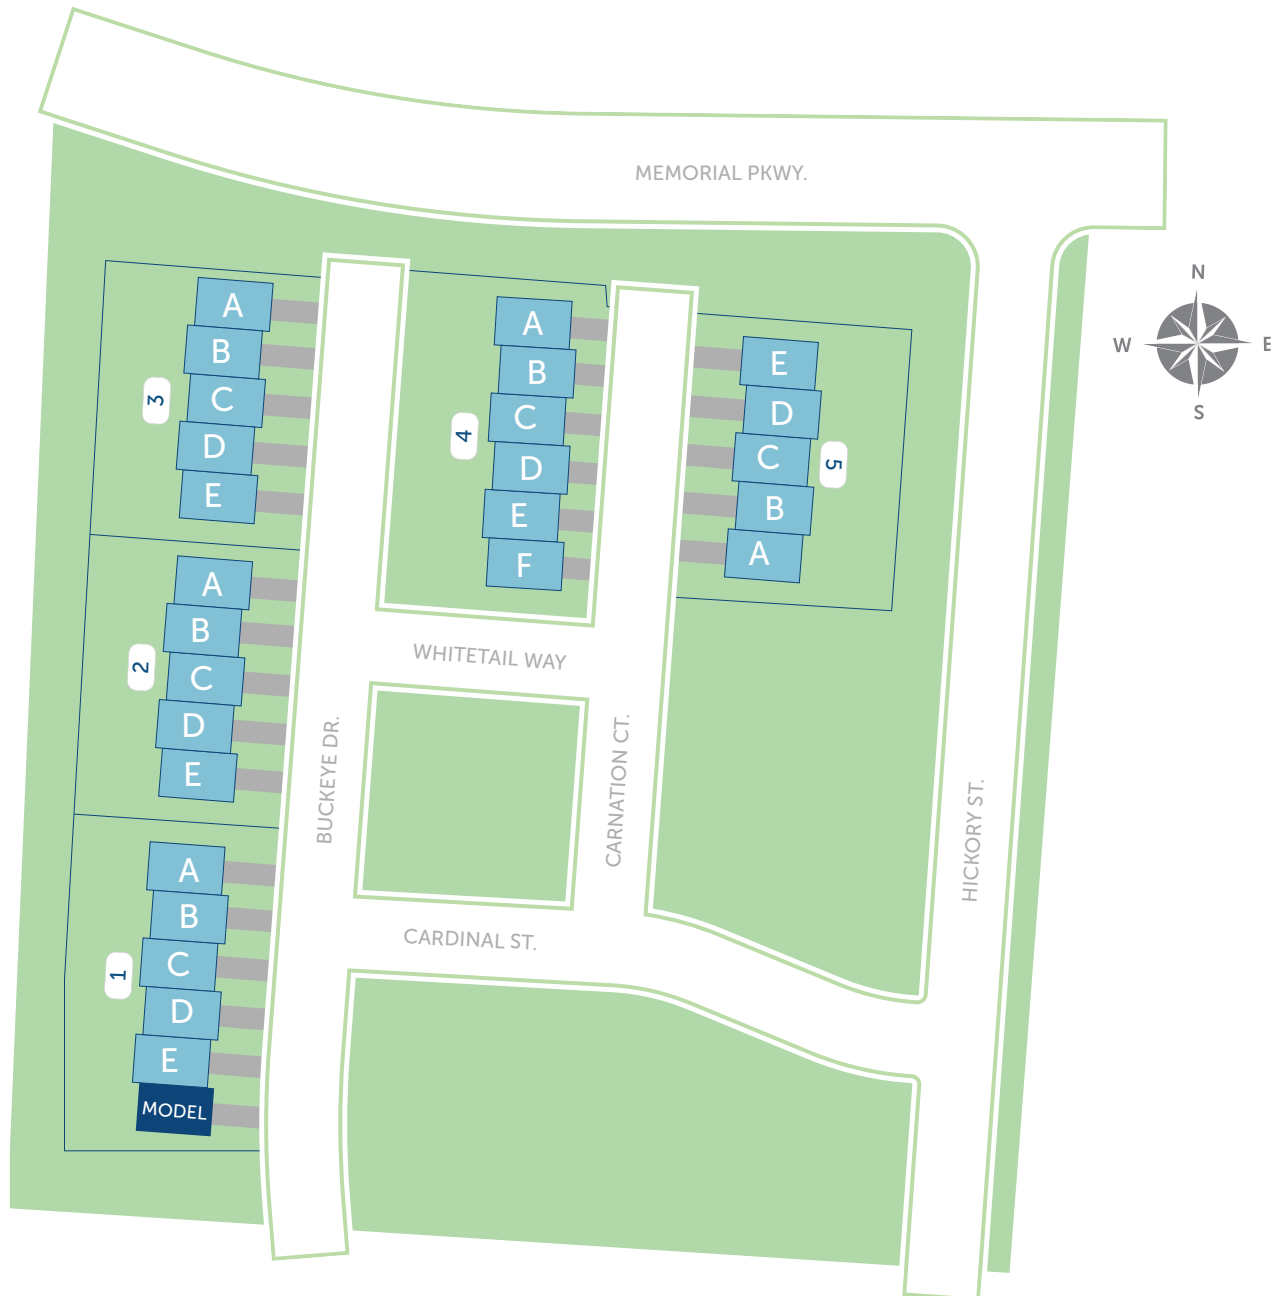 MEMORIAL PKWY.
N
W
E
S
A
B
C
D
E
3
A
B
C
D
E
F
4
E
D
C
B
A
5
A
B
C
D
E
2
WHITETAIL WAY
BUCKEYE DR.
CARNATION CT.
HICKORY ST.
CARDINAL ST.
A
B
C
D
E
MODEL
1